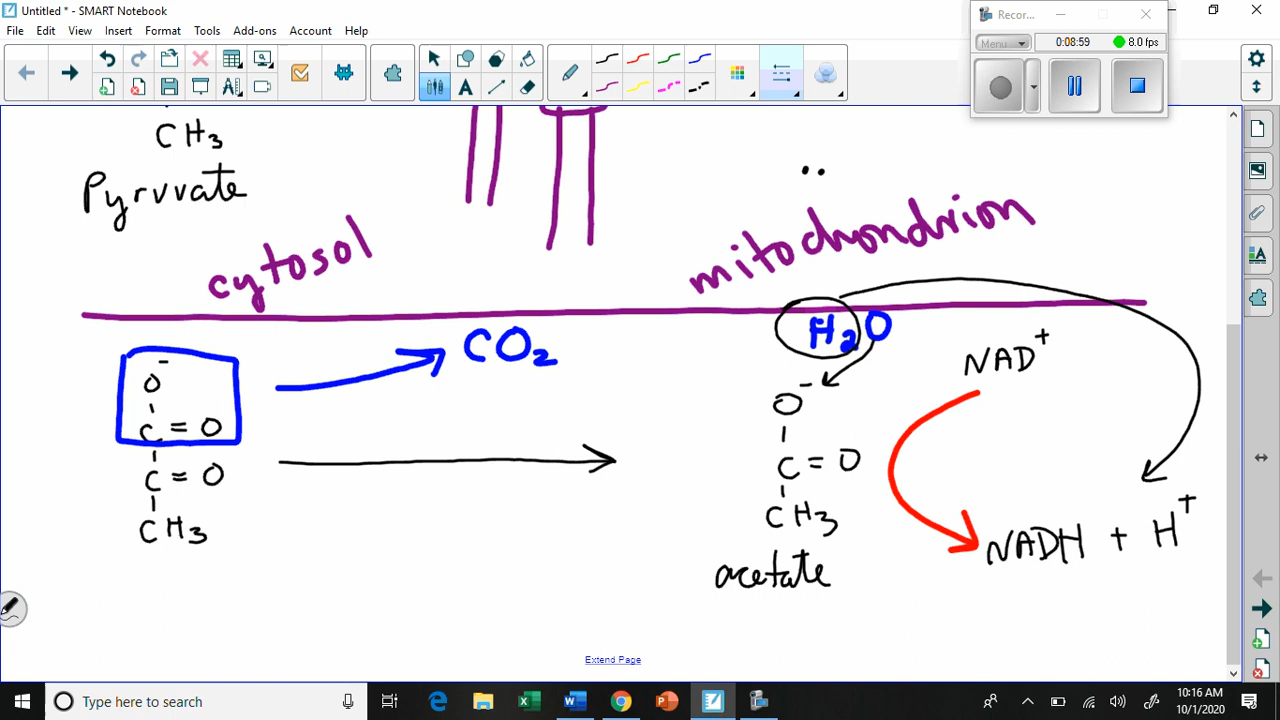 Untitled * - SMART Notebook
File Edit View Insert Format Tools Add-ons Account Help
Recor...
Menu 0:08:59 8.0 fps
CH3
Pyruvate
cytosol
mitochondrion
CO2
H2O
NAD+
O-
C = O
C = O
CH3
O-
C = O
CH3
acetate
NADH + H+
Extend Page
Type here to search
10:16 AM
10/1/2020